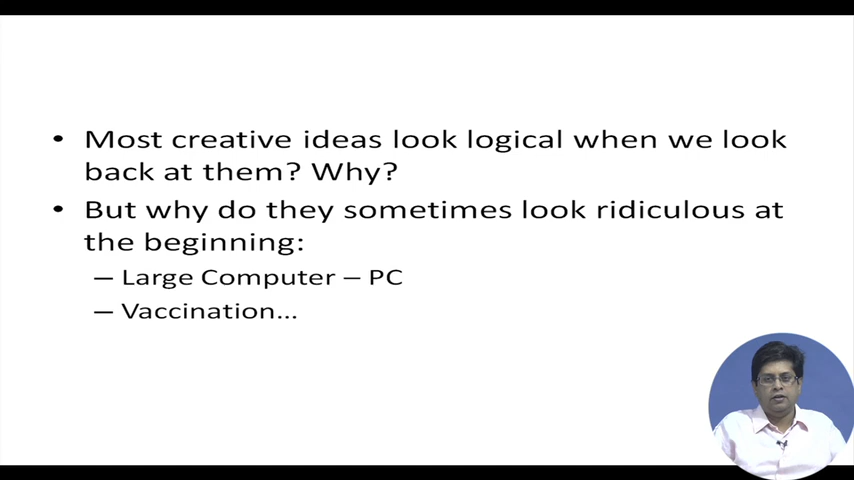 • Most creative ideas look logical when we look
back at them? Why?
• But why do they sometimes look ridiculous at
the beginning:
– Large Computer – PC
– Vaccination...